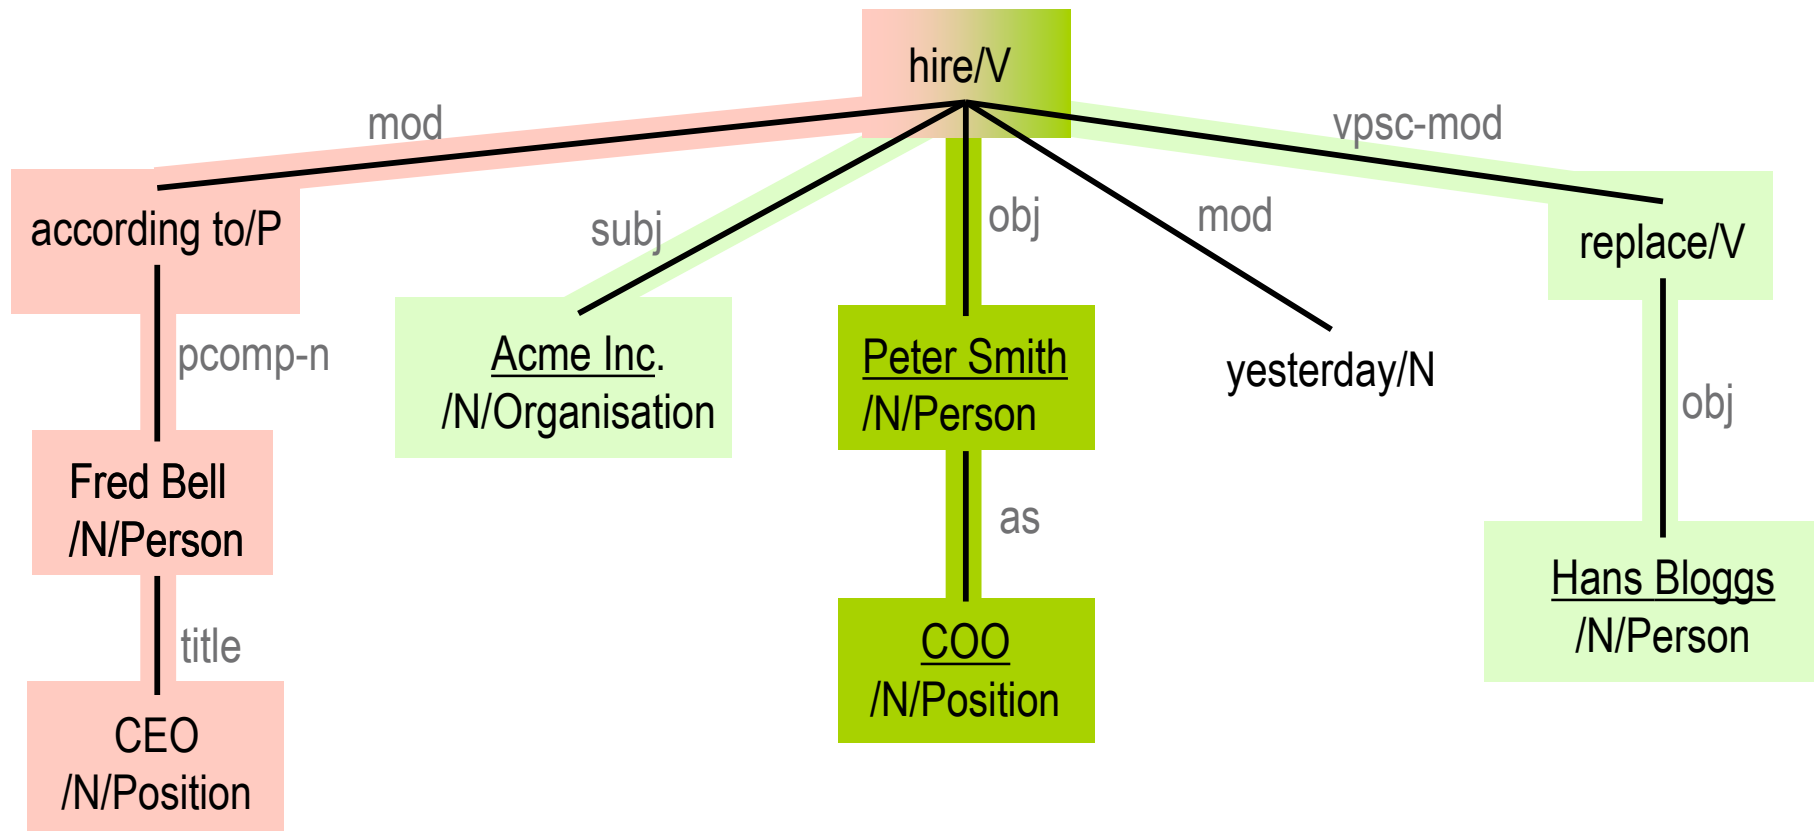 hire/V
mod
vpsc-mod
according to/P
subj
obj
mod
replace/V
pcomp-n
Acme Inc.
/N/Organisation
Peter Smith
/N/Person
yesterday/N
obj
Fred Bell
/N/Person
as
Hans Bloggs
/N/Person
title
COO
/N/Position
CEO
/N/Position